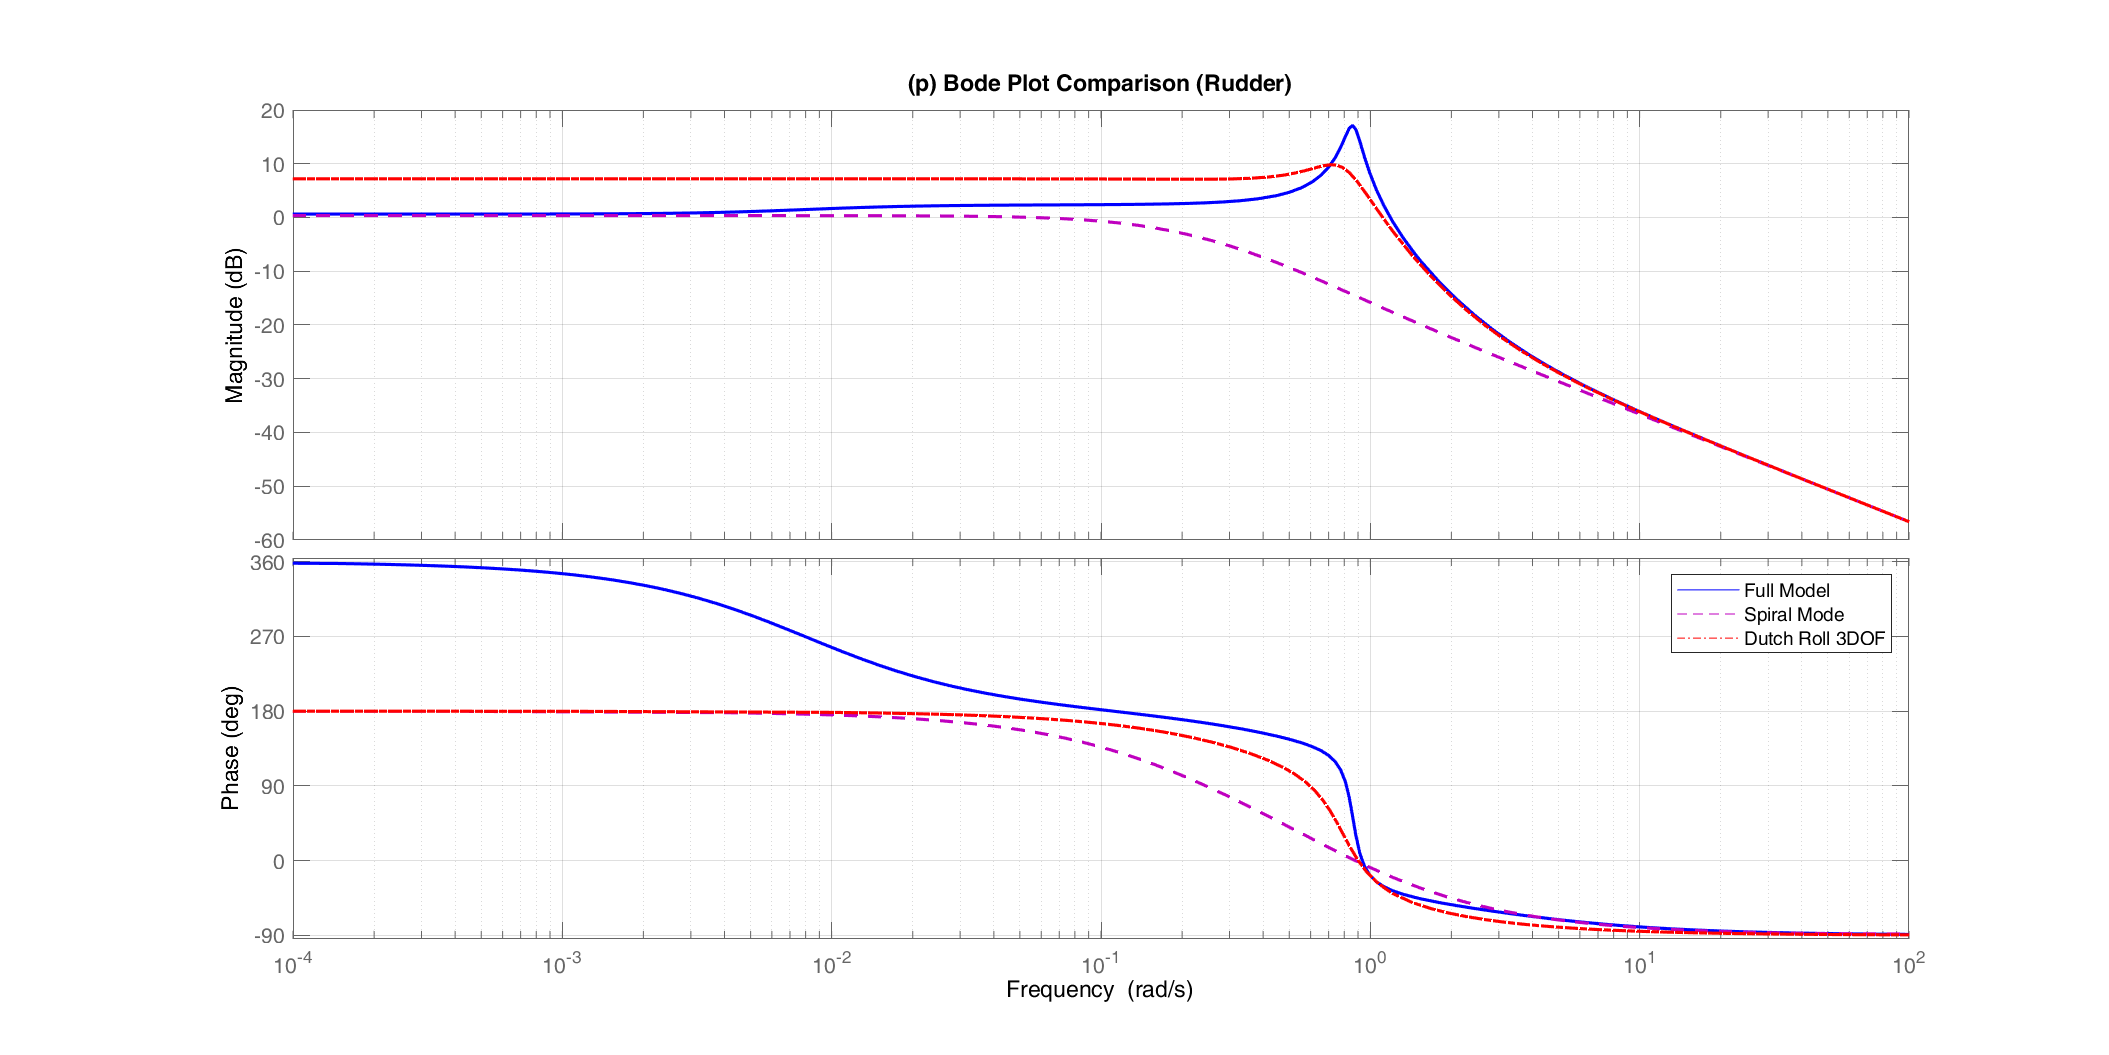 (p) Bode Plot Comparison (Rudder)
20
10
0
-10
-20
-30
-40
-50
-60
Magnitude (dB)
360
270
180
90
0
-90
Phase (deg)
Full Model
Spiral Mode
Dutch Roll 3DOF
10^-4 10^-3 10^-2 10^-1 10^0 10^1 10^2
Frequency (rad/s)